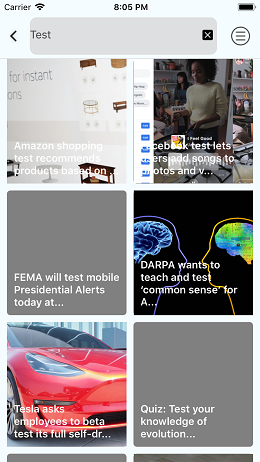 Carrier
8:05 PM
Test
for instant
ons
Amazon shopping
test recommends
products based on ...
I Feel Good
Facebook test lets
users add songs to
photos and v...
FEMA will test mobile
Presidential Alerts
today at...
DARPA wants to
teach and test
‘common sense’ for
A...
Tesla asks
employees to beta
test its full self-dr...
Quiz: Test your
knowledge of
evolution...